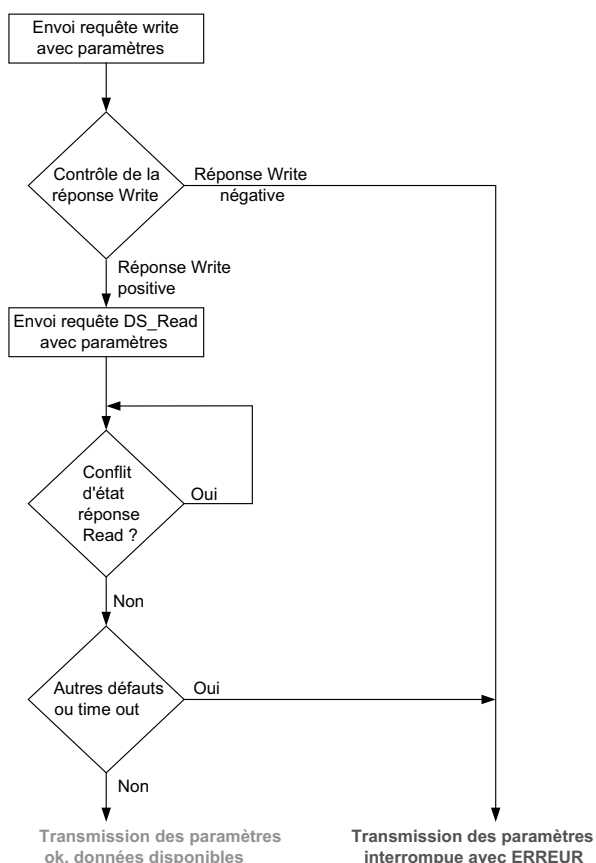 Envoi requête write
avec paramètres
Contrôle de la
réponse Write
Réponse Write
négative
Réponse Write
positive
Envoi requête DS_Read
avec paramètres
Conflit
d'état
réponse
Read ?
Oui
Non
Autres défauts
ou time out
Oui
Non
Transmission des paramètres
ok, données disponibles
Transmission des paramètres
interrompue avec ERREUR